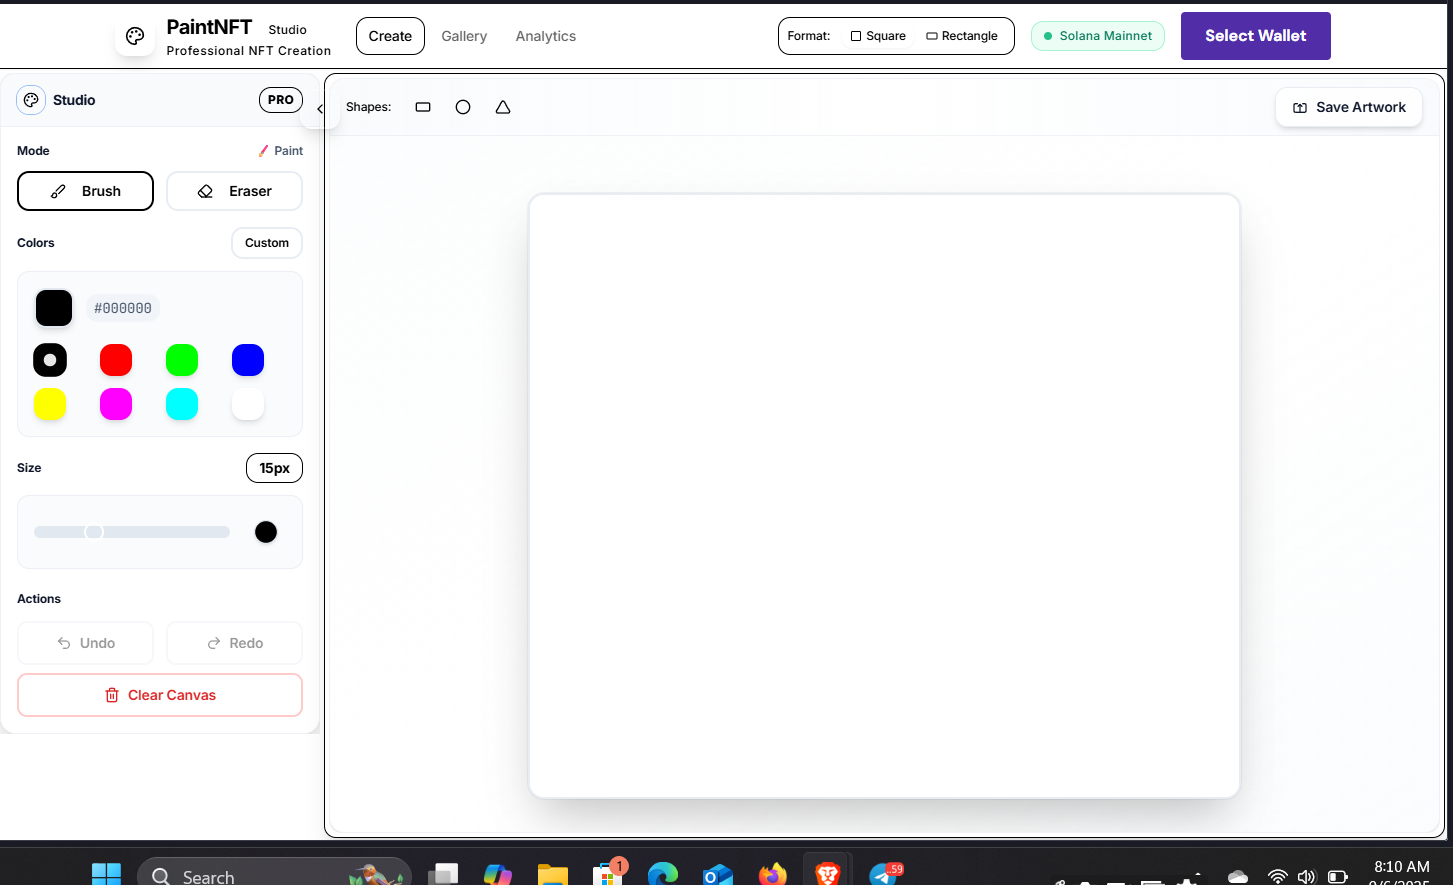 PaintNFT Studio
Professional NFT Creation
Create
Gallery
Analytics
Format: Square Rectangle
Solana Mainnet
Select Wallet
Studio
PRO
Shapes:
Save Artwork
Mode
Paint
Brush
Eraser
Colors
Custom
#000000
Size
15px
Actions
Undo
Redo
Clear Canvas
Search
1
.59
8:10 AM